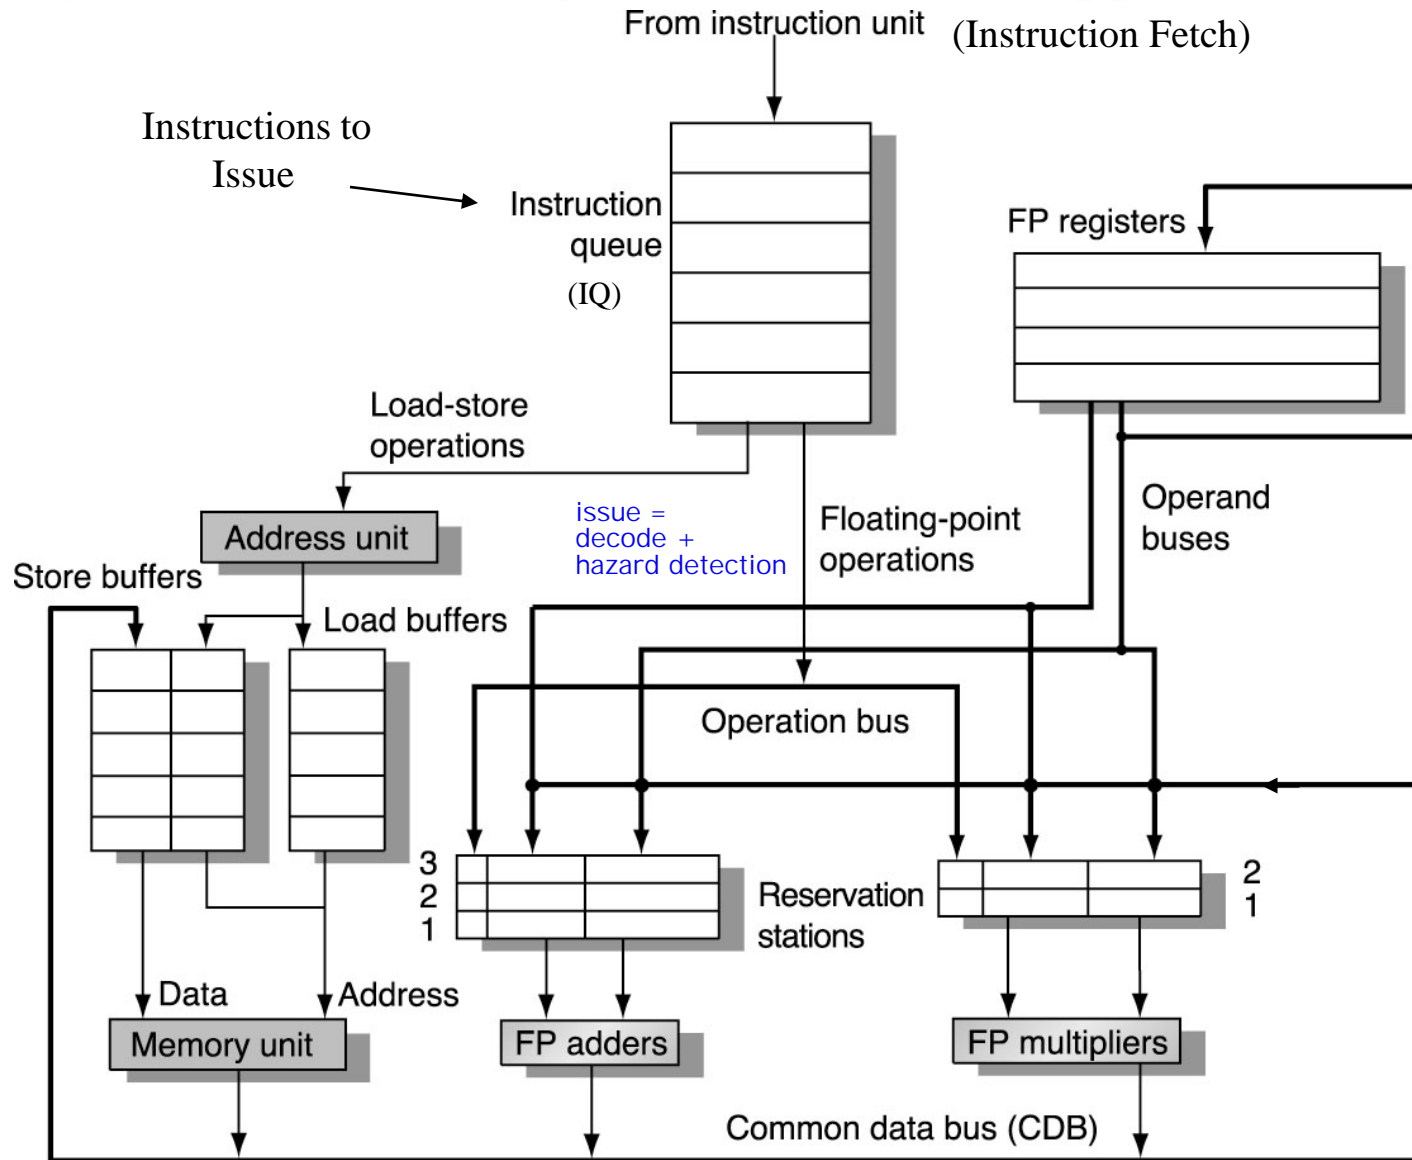 From instruction unit
(Instruction Fetch)
Instructions to
Issue
Instruction
queue
(IQ)
FP registers
Load-store
operations
Address unit
issue =
decode +
hazard detection
Floating-point
operations
Operand
buses
Store buffers
Load buffers
Operation bus
3
2
1
Reservation
stations
2
1
Data
Address
Memory unit
FP adders
FP multipliers
Common data bus (CDB)